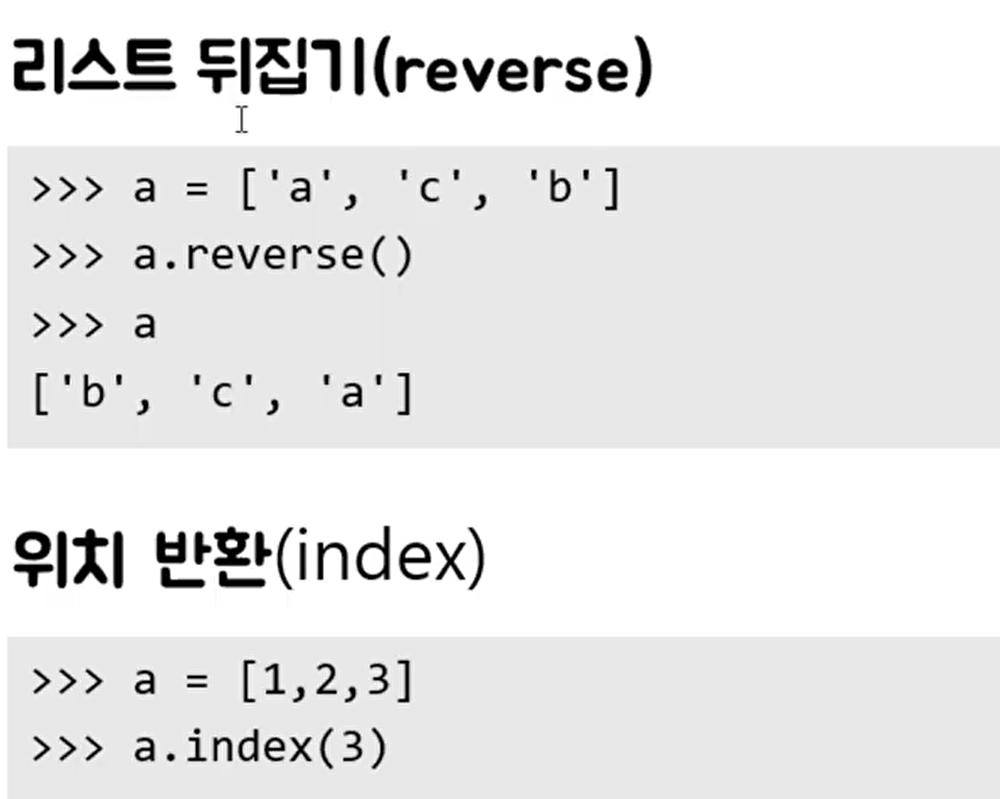 리스트 뒤집기(reverse)
>>> a = ['a', 'c', 'b']
>>> a.reverse()
>>> a
['b', 'c', 'a']
위치 반환(index)
>>> a = [1,2,3]
>>> a.index(3)